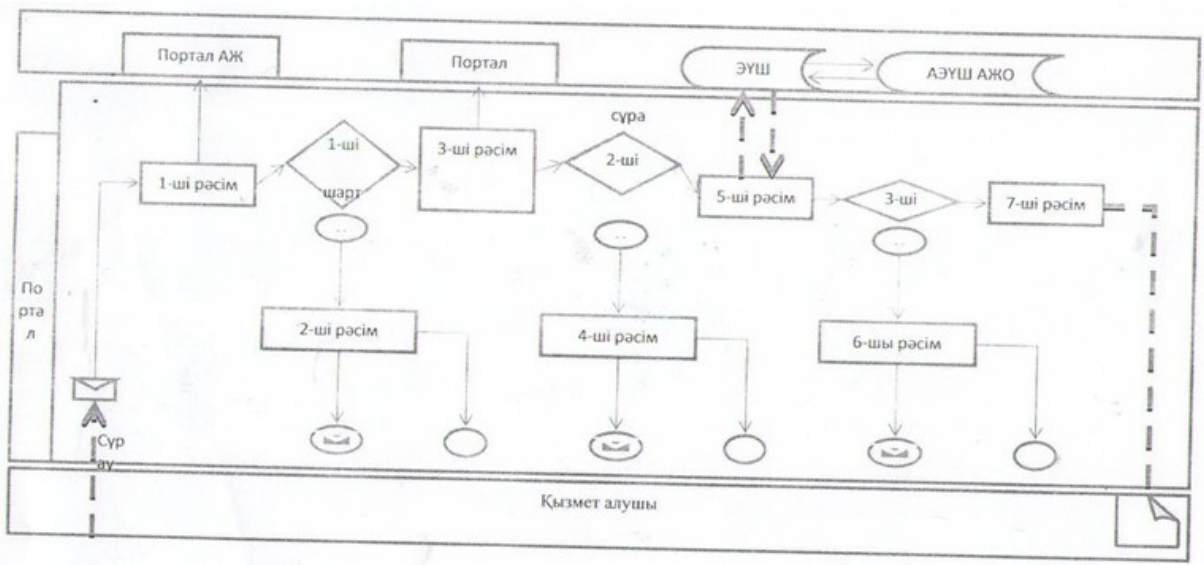 Портал АЖ
Портал
ЭҮШ
АЭҮШ АЖО
сұра
1-ші рәсім
1-ші
шарт
3-ші рәсім
2-ші
5-ші рәсім
3-ші
7-ші рәсім
По
рта
л
2-ші рәсім
4-ші рәсім
6-шы рәсім
Сұр
ау
Қызмет алушы